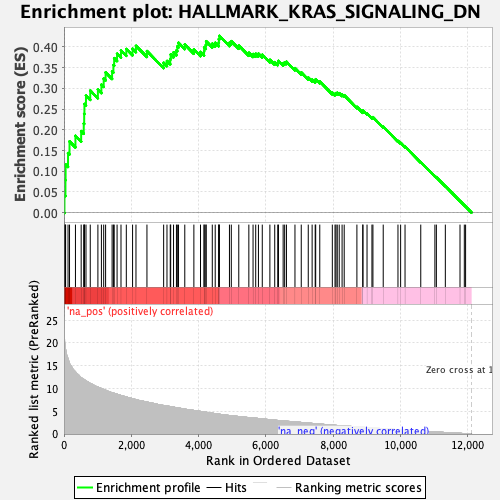 Enrichment plot: HALLMARK_KRAS_SIGNALING_DN
Enrichment score (ES)
0.40
0.35
0.30
0.25
0.20
0.15
0.10
0.05
0.00
'na_pos' (positively correlated)
Ranked list metric (PreRanked)
25
20
15
10
5
0
Zero cross at 1
'na_neg' (negatively correlated)
0
2,000
4,000
6,000
8,000
10,000
12,000
Rank in Ordered Dataset
Enrichment profile
Hits
Ranking metric scores